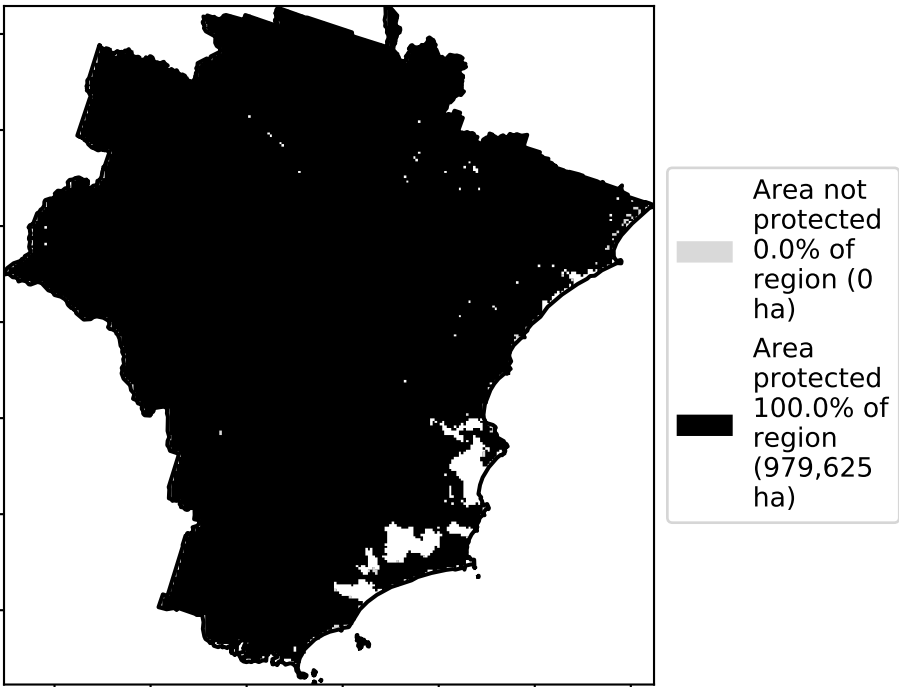 Area not
protected
0.0% of
region (0
ha)
Area
protected
100.0% of
region
(979,625
ha)